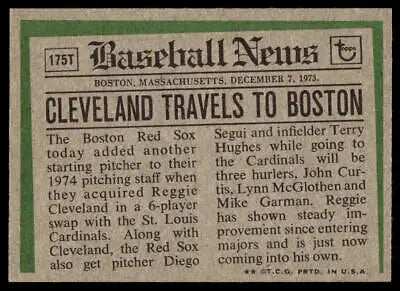 175T
Baseball News
topps
BOSTON, MASSACHUSETTS, DECEMBER 7, 1973.
CLEVELAND TRAVELS TO BOSTON
The Boston Red Sox
today added another
starting pitcher to their
1974 pitching staff when
they acquired Reggie
Cleveland in a 6-player
swap with the St. Louis
Cardinals. Along with
Cleveland, the Red Sox
also get pitcher Diego
Segui and infielder Terry
Hughes while going to
the Cardinals will be
three hurlers, John Cur-
tis, Lynn McGlothen and
Mike Garman. Reggie
has shown steady im-
provement since entering
majors and is just now
coming into his own.
** ©T.C.G. PRTD. IN U.S.A